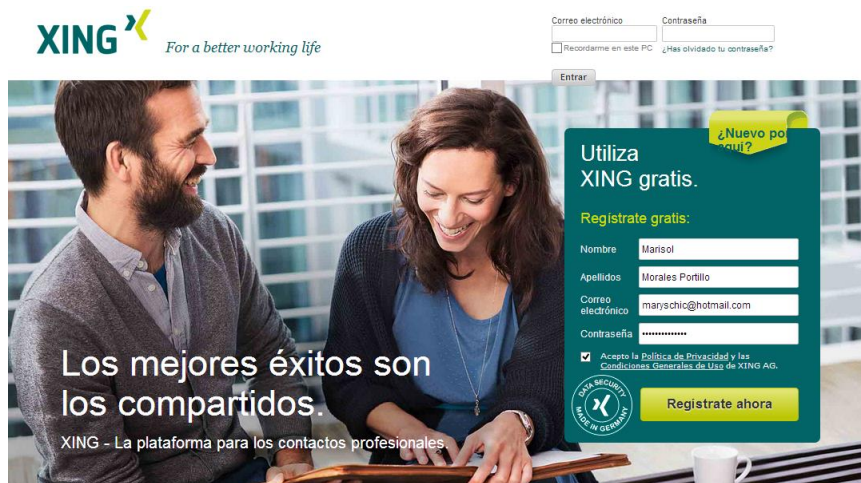 XING
For a better working life
Correo electrónico
Contraseña
Recordarme en este PC
¿Has olvidado tu contraseña?
Entrar
¿Nuevo por
aquí?
Utiliza
XING gratis.
Regístrate gratis:
Nombre
Marisol
Apellidos
Morales Portillo
Correo
electrónico
maryschic@hotmail.com
Contraseña
••••••••••••••
Acepto la Política de Privacidad y las
Condiciones Generales de Uso de XING AG.
DATA SECURITY
MADE IN GERMANY
Regístrate ahora
Los mejores éxitos son
los compartidos.
XING - La plataforma para los contactos profesionales.